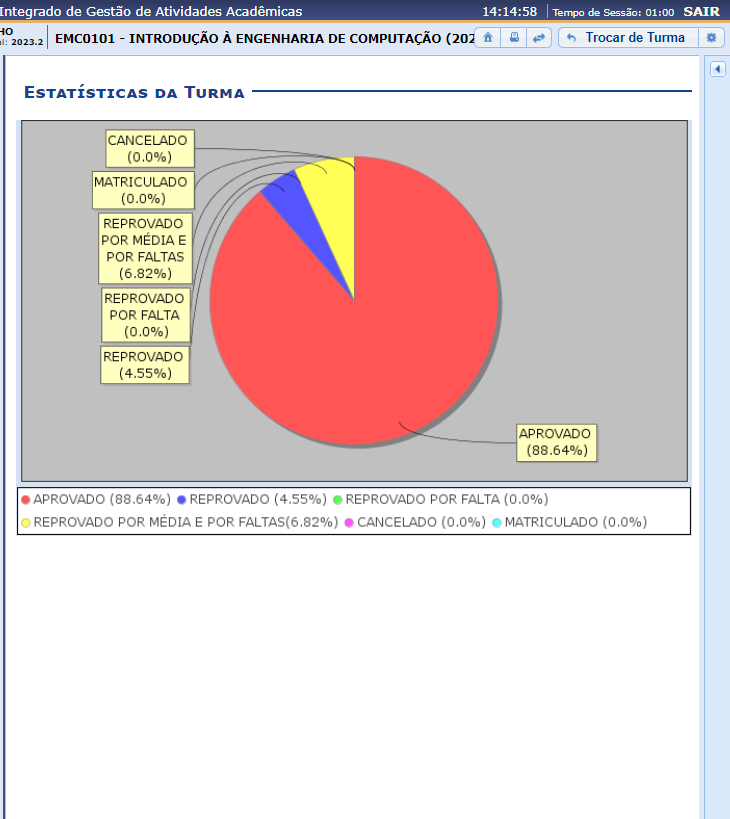 Integrado de Gestão de Atividades Acadêmicas 14:14:58 Tempo de Sessão: 01:00 SAIR
HO
el: 2023.2 EMC0101 - INTRODUÇÃO À ENGENHARIA DE COMPUTAÇÃO (202 Trocar de Turma
Estatísticas da Turma
CANCELADO
(0.0%)
MATRICULADO
(0.0%)
REPROVADO
POR MÉDIA E
POR FALTAS
(6.82%)
REPROVADO
POR FALTA
(0.0%)
REPROVADO
(4.55%)
APROVADO
(88.64%)
APROVADO (88.64%) REPROVADO (4.55%) REPROVADO POR FALTA (0.0%)
REPROVADO POR MÉDIA E POR FALTAS(6.82%) CANCELADO (0.0%) MATRICULADO (0.0%)